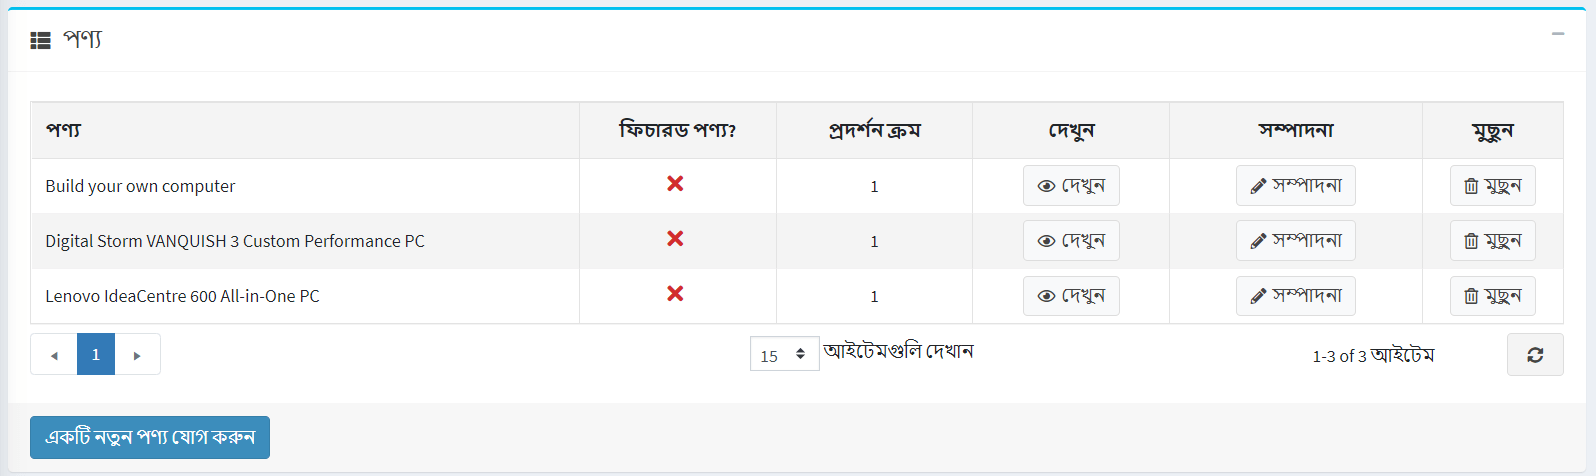 পণ্য
পণ্য ফিচারড পণ্য? প্রদর্শন ক্রম দেখুন সম্পাদনা মুছুন
Build your own computer 1 দেখুন সম্পাদনা মুছুন
Digital Storm VANQUISH 3 Custom Performance PC 1 দেখুন সম্পাদনা মুছুন
Lenovo IdeaCentre 600 All-in-One PC 1 দেখুন সম্পাদনা মুছুন
1 15 আইটেমগুলি দেখান 1-3 of 3 আইটেম
একটি নতুন পণ্য যোগ করুন